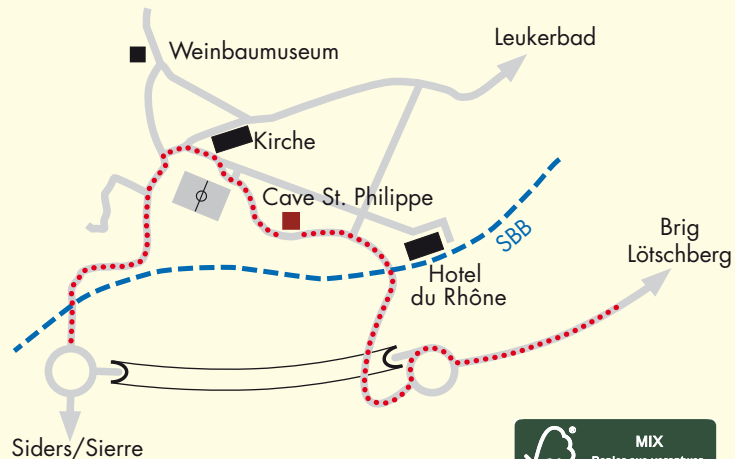 Weinbaumuseum
Leukerbad
Kirche
Cave St. Philippe
SBB
Brig
Lötschberg
Hotel
du Rhône
Siders/Sierre
MIX